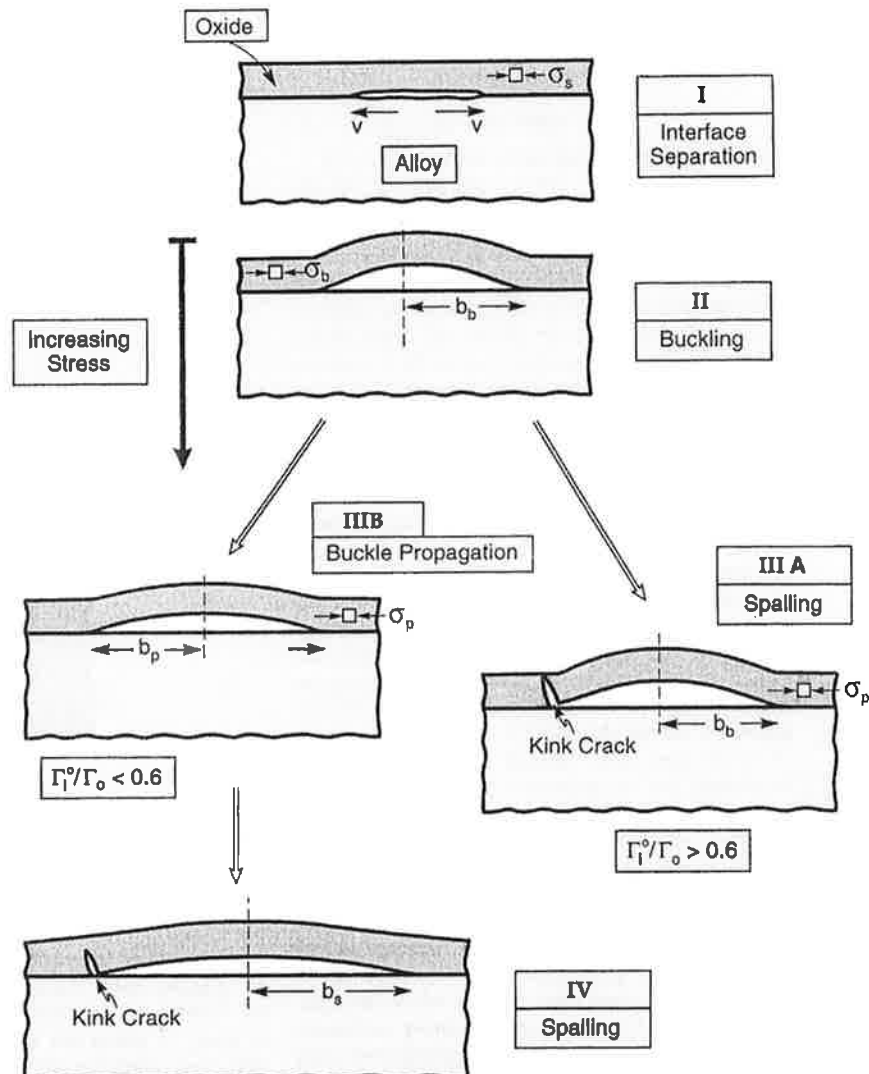 Oxide
σs
I
Interface
Separation
v v
Alloy
σb
bb
II
Buckling
Increasing
Stress
IIIB
Buckle Propagation
III A
Spalling
σp
bp
σp
bb
Kink Crack
Γi°/Γo < 0.6
Γi°/Γo > 0.6
bs
Kink Crack
IV
Spalling